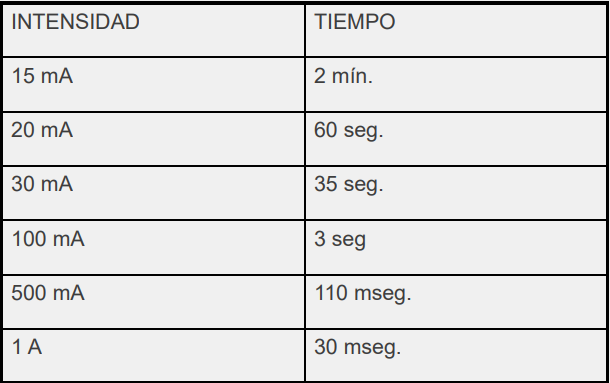 INTENSIDAD TIEMPO
15 mA 2 mín.
20 mA 60 seg.
30 mA 35 seg.
100 mA 3 seg
500 mA 110 mseg.
1 A 30 mseg.